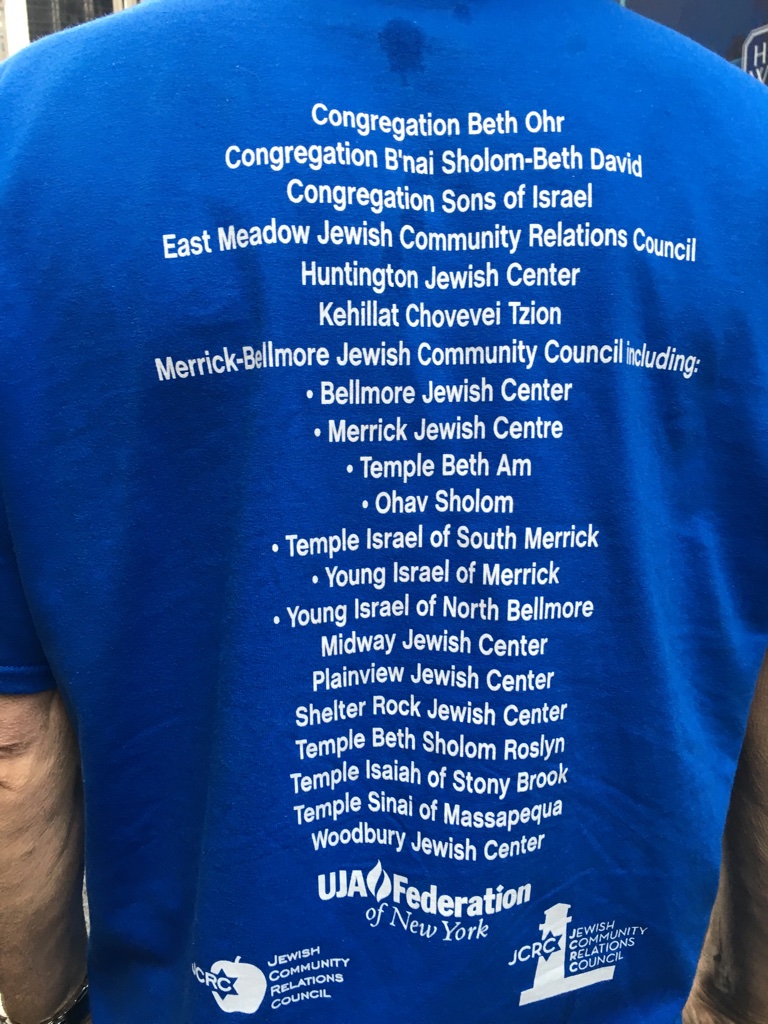 Congregation Beth Ohr
Congregation B'nai Sholom-Beth David
Congregation Sons of Israel
East Meadow Jewish Community Relations Council
Huntington Jewish Center
Kehillat Chovevei Tzion
Merrick-Bellmore Jewish Community Council including:
• Bellmore Jewish Center
• Merrick Jewish Centre
• Temple Beth Am
• Ohav Sholom
• Temple Israel of South Merrick
• Young Israel of Merrick
• Young Israel of North Bellmore
Midway Jewish Center
Plainview Jewish Center
Shelter Rock Jewish Center
Temple Beth Sholom Roslyn
Temple Isaiah of Stony Brook
Temple Sinai of Massapequa
Woodbury Jewish Center
UJA Federation
of New York
JCRC
JEWISH
COMMUNITY
RELATIONS
COUNCIL
JCRC
JEWISH
COMMUNITY
RELATIONS
COUNCIL